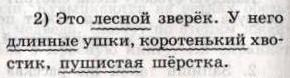 2) Это лесной зверёк. У него
длинные ушки, коротенький хво-
стик, пушистая шёрстка.